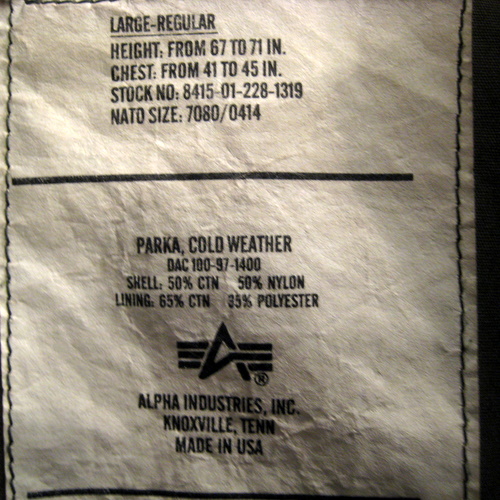 LARGE-REGULAR
HEIGHT: FROM 67 TO 71 IN.
CHEST: FROM 41 TO 45 IN.
STOCK NO: 8415-01-228-1319
NATO SIZE: 7080/0414
PARKA, COLD WEATHER
DAC 100-97-1400
SHELL: 50% CTN 50% NYLON
LINING: 65% CTN 35% POLYESTER
®
ALPHA INDUSTRIES, INC.
KNOXVILLE, TENN
MADE IN USA